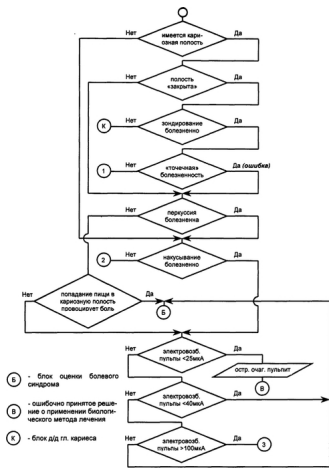 имеется кари-
озная полость
Нет
Да
полость
«закрыта»
Нет
Да
зондирование
болезненно
Нет
Да
К
«точечная»
болезненность
Нет
Да (ошибка)
1
перкуссия
болезненна
Нет
Да
накусывание
болезненно
Нет
Да
2
попадание пищи в
кариозную полость
провоцирует боль
Нет
Да
Б
электровозб.
пульпы <25мкА
Нет
Да
остр. очаг. пульпит
В
электровозб.
пульпы <40мкА
Нет
Да
электровозб.
пульпы >100мкА
Нет
Да
3
Б - блок оценки болевого
синдрома
В - ошибочно принятое реше-
ние о применении биологи-
ческого метода лечения
К - блок д/д гл. кариеса